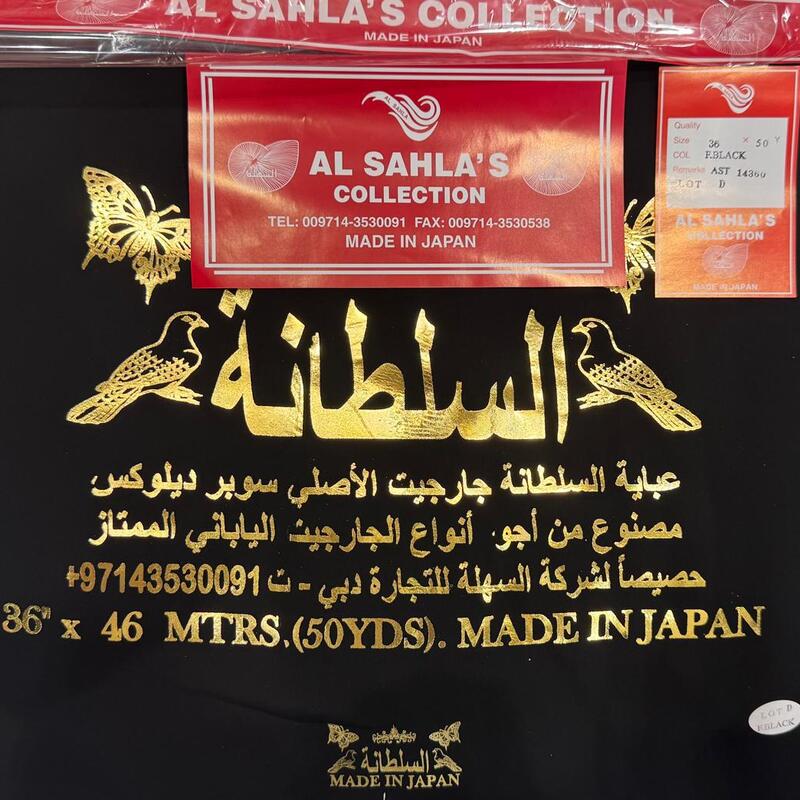 AL SAHLA'S COLLECTION
MADE IN JAPAN
AL SAHLA
AL SAHLA'S
COLLECTION
TEL: 009714-3530091 FAX: 009714-3530538
MADE IN JAPAN
Quality
Size 36 X 50 Y
COL F.BLACK
Remarks AST 14360
LOT D
AL SAHLA'S
COLLECTION
MADE IN JAPAN
السلطانة
عباية السلطانة جارجيت الأصلي سوبر ديلوكس
مصنوع من أجو، أنواع الجارجيت الياباني الممتاز
حصيصاً لشركة السهلة للتجارة دبي - ت 97143530091+
36" x 46 MTRS.(50YDS). MADE IN JAPAN
LOT D
F.BLACK
السلطانة
MADE IN JAPAN